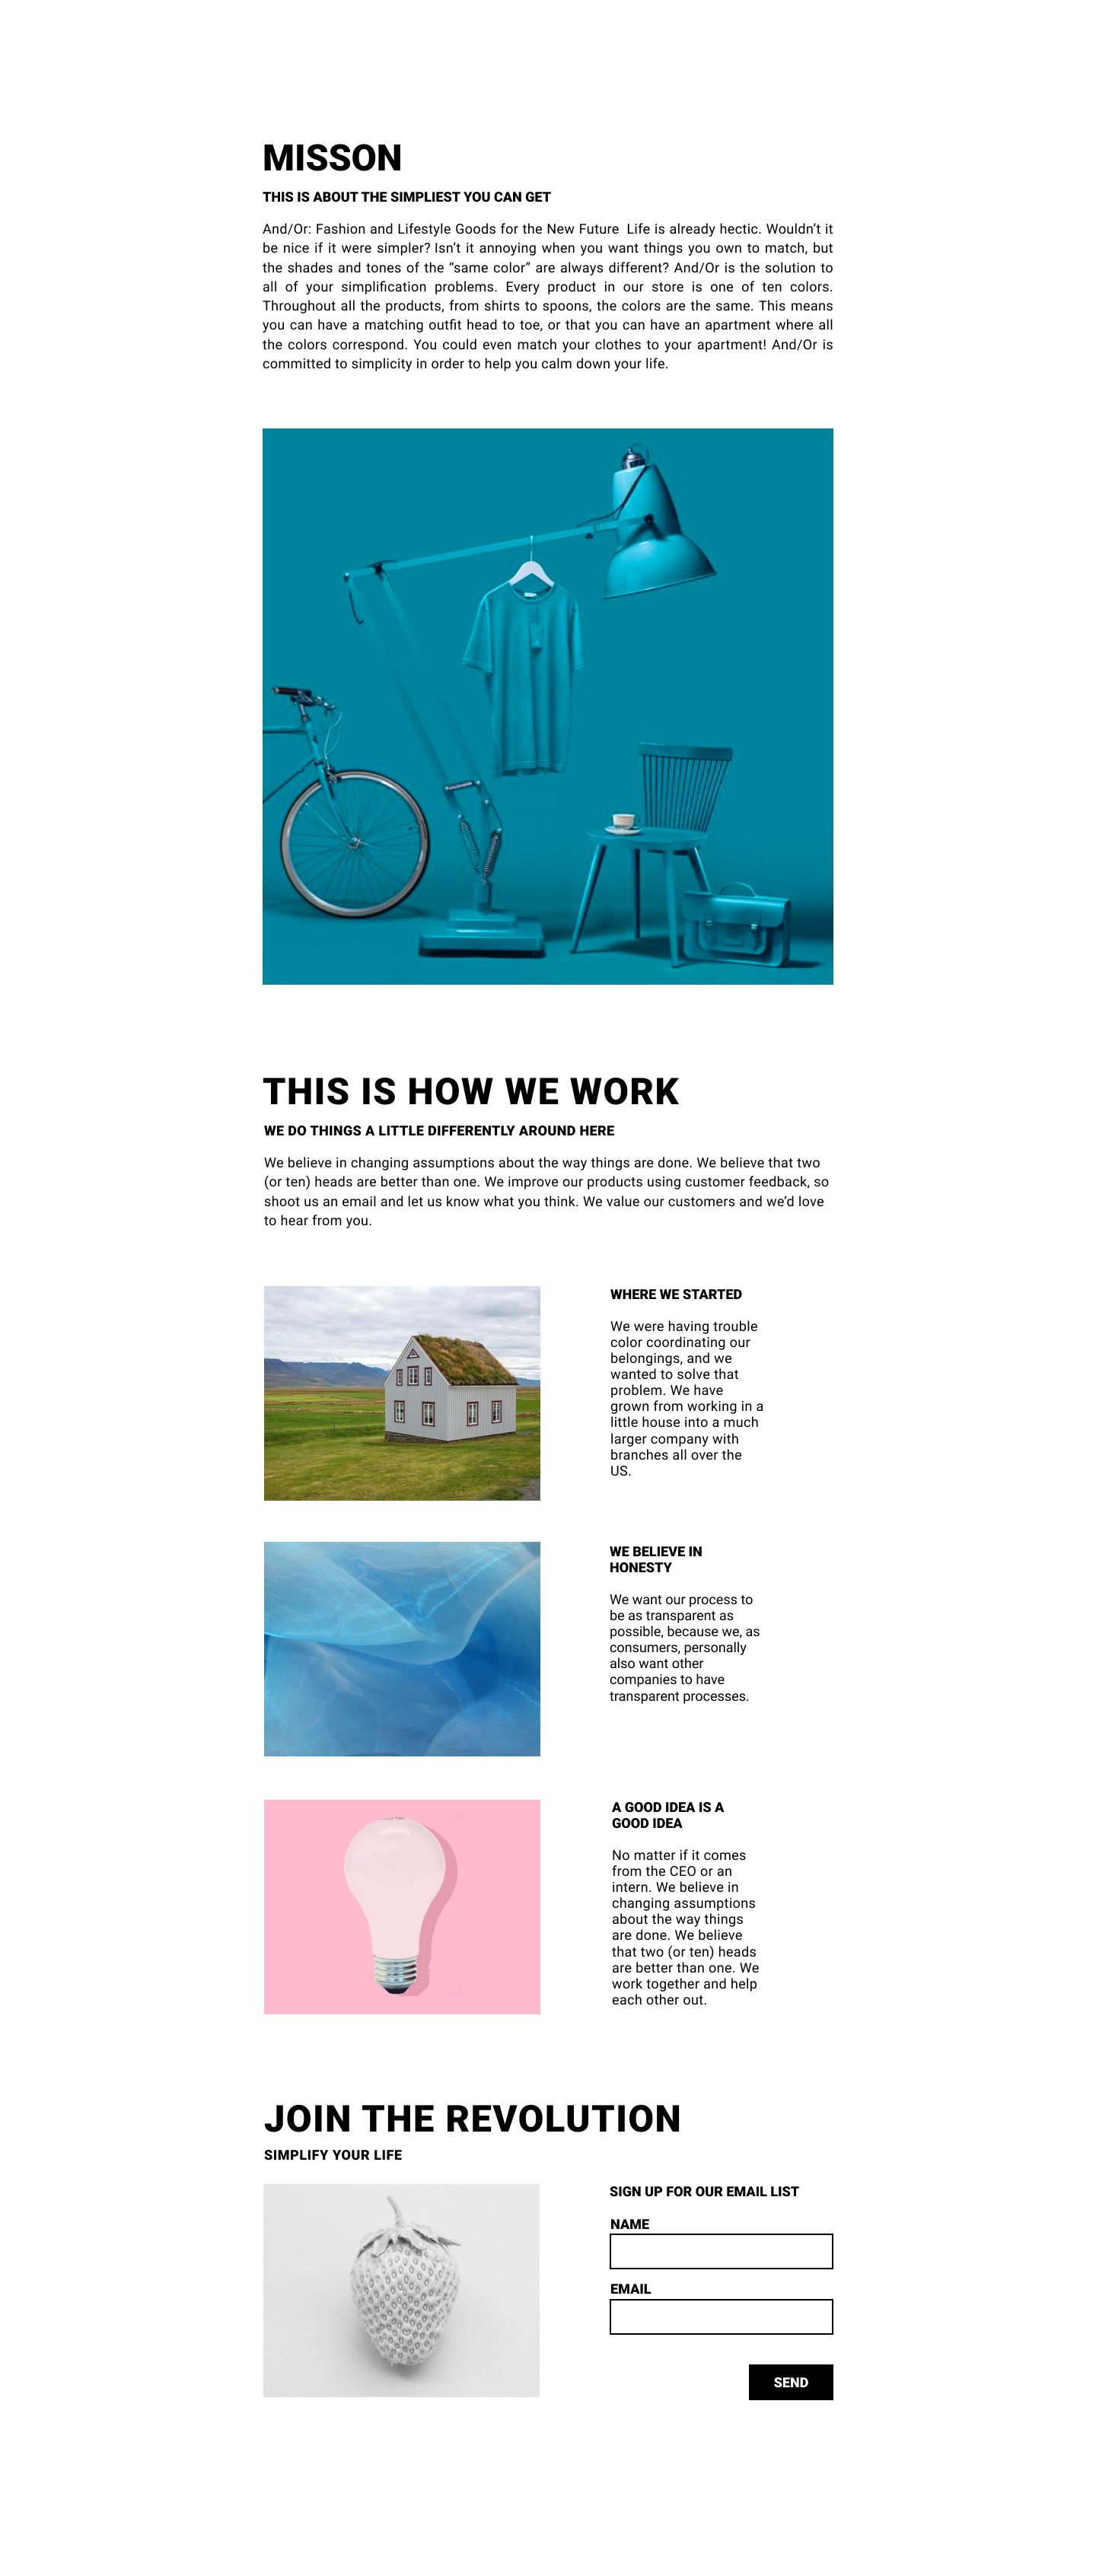 MISSON
THIS IS ABOUT THE SIMPLIEST YOU CAN GET
And/Or: Fashion and Lifestyle Goods for the New Future  Life is already hectic. Wouldn’t it
be nice if it were simpler? Isn’t it annoying when you want things you own to match, but
the shades and tones of the “same color” are always different? And/Or is the solution to
all of your simplification problems. Every product in our store is one of ten colors.
Throughout all the products, from shirts to spoons, the colors are the same. This means
you can have a matching outfit head to toe, or that you can have an apartment where all
the colors correspond. You could even match your clothes to your apartment! And/Or is
committed to simplicity in order to help you calm down your life.
THIS IS HOW WE WORK
WE DO THINGS A LITTLE DIFFERENTLY AROUND HERE
We believe in changing assumptions about the way things are done. We believe that two
(or ten) heads are better than one. We improve our products using customer feedback, so
shoot us an email and let us know what you think. We value our customers and we’d love
to hear from you.
WHERE WE STARTED
We were having trouble
color coordinating our
belongings, and we
wanted to solve that
problem. We have
grown from working in a
little house into a much
larger company with
branches all over the
US.
WE BELIEVE IN
HONESTY
We want our process to
be as transparent as
possible, because we, as
consumers, personally
also want other
companies to have
transparent processes.
A GOOD IDEA IS A
GOOD IDEA
No matter if it comes
from the CEO or an
intern. We believe in
changing assumptions
about the way things
are done. We believe
that two (or ten) heads
are better than one. We
work together and help
each other out.
JOIN THE REVOLUTION
SIMPLIFY YOUR LIFE
SIGN UP FOR OUR EMAIL LIST
NAME
EMAIL
SEND